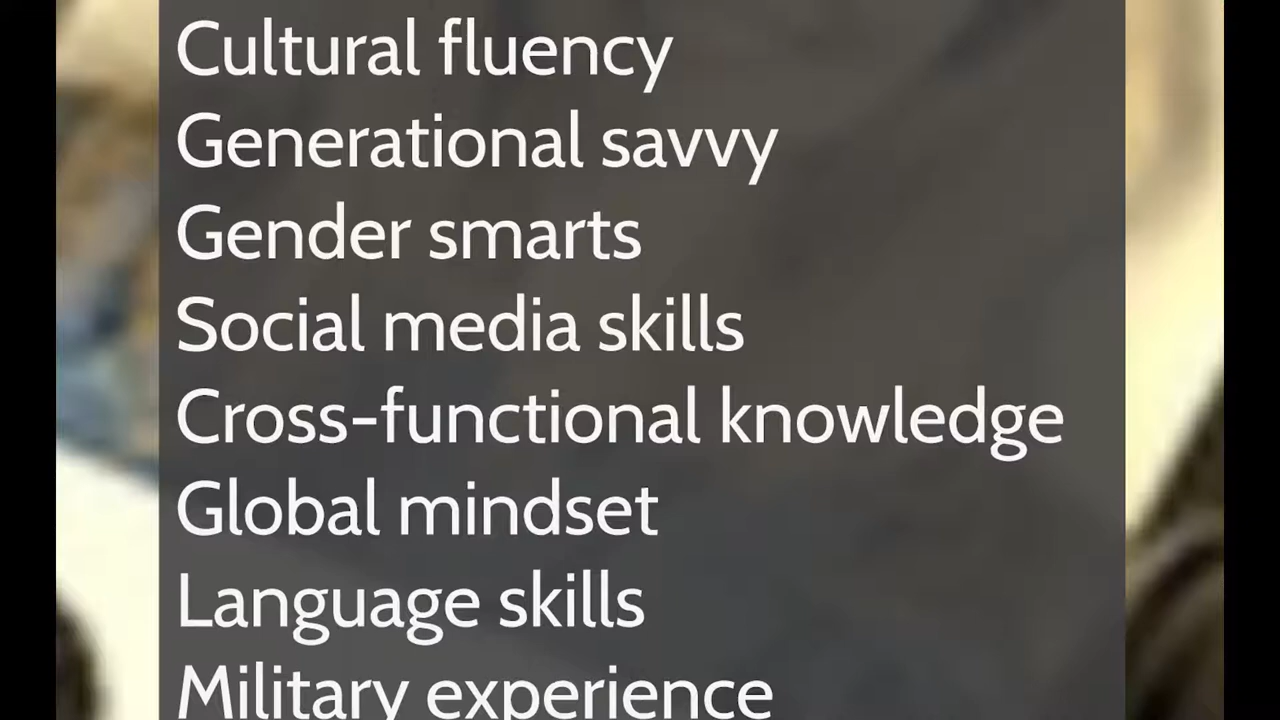 Cultural fluency
Generational savvy
Gender smarts
Social media skills
Cross-functional knowledge
Global mindset
Language skills
Military experience